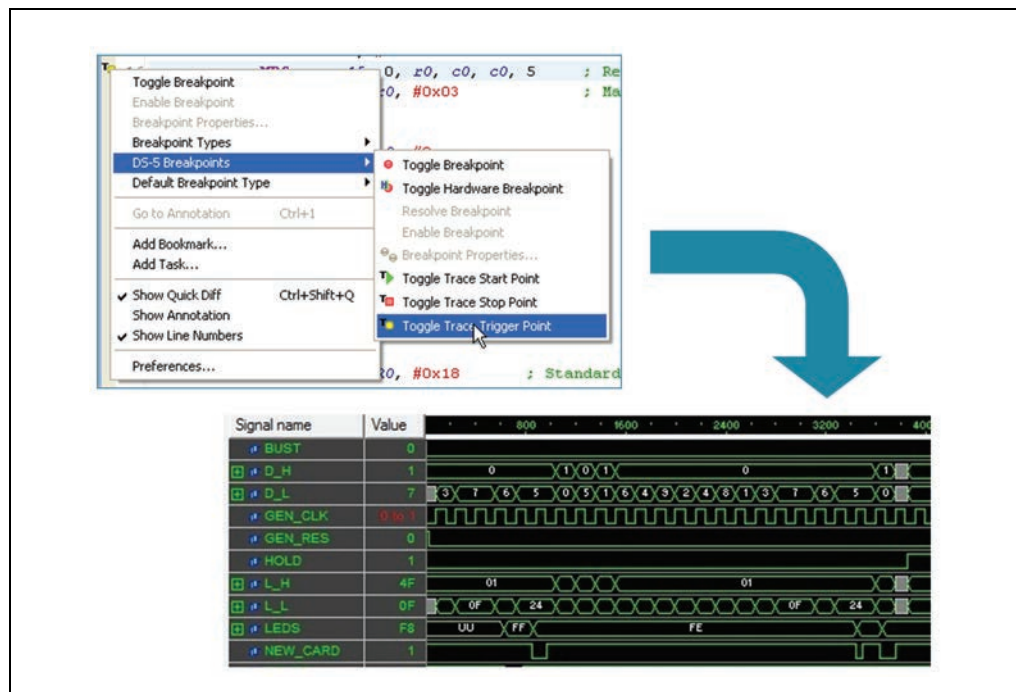 0, r0, c0, c0, 5 ; Re
r0, #0x03 ; Ma
Toggle Breakpoint
Enable Breakpoint
Breakpoint Properties...
Breakpoint Types
DS-5 Breakpoints
Default Breakpoint Type
Go to Annotation Ctrl+1
Add Bookmark...
Add Task...
Show Quick Diff Ctrl+Shift+Q
Show Annotation
Show Line Numbers
Preferences...
Toggle Breakpoint
Toggle Hardware Breakpoint
Resolve Breakpoint
Enable Breakpoint
Breakpoint Properties...
Toggle Trace Start Point
Toggle Trace Stop Point
Toggle Trace Trigger Point
R0, #0x18 ; Standard
Signal name Value 800 1600 2400 3200 400
BUST 0
D_H 1 0 1 0 1 0 1
D_L 7 3 7 6 5 0 5 1 6 4 9 2 4 8 1 3 7 6 5 0
GEN_CLK 0 to 1
GEN_RES 0
HOLD 1
L_H 4F 01 01
L_L 0F 0F 24 0F 24
LEDS F8 UU FF FE
NEW_CARD 1